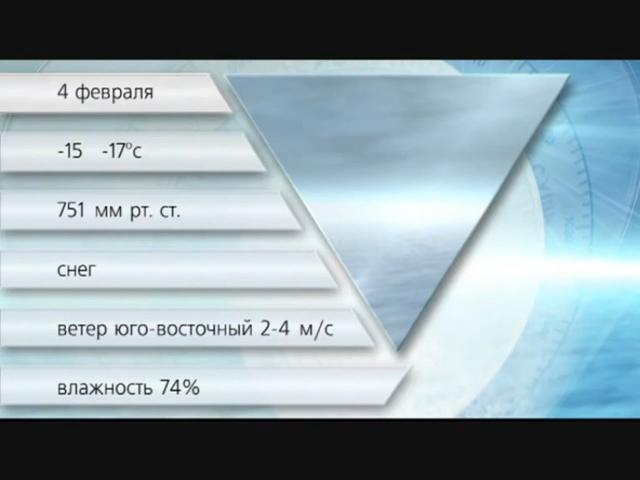 4 февраля
-15 -17°с
751 мм рт. ст.
снег
ветер юго-восточный 2-4 м/с
влажность 74%